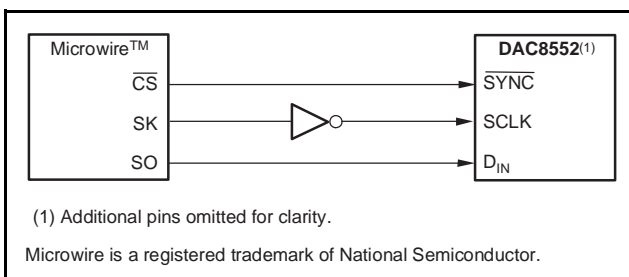 Microwire™ DAC8552(1)
CS SYNC
SK SCLK
SO DIN
(1) Additional pins omitted for clarity.
Microwire is a registered trademark of National Semiconductor.